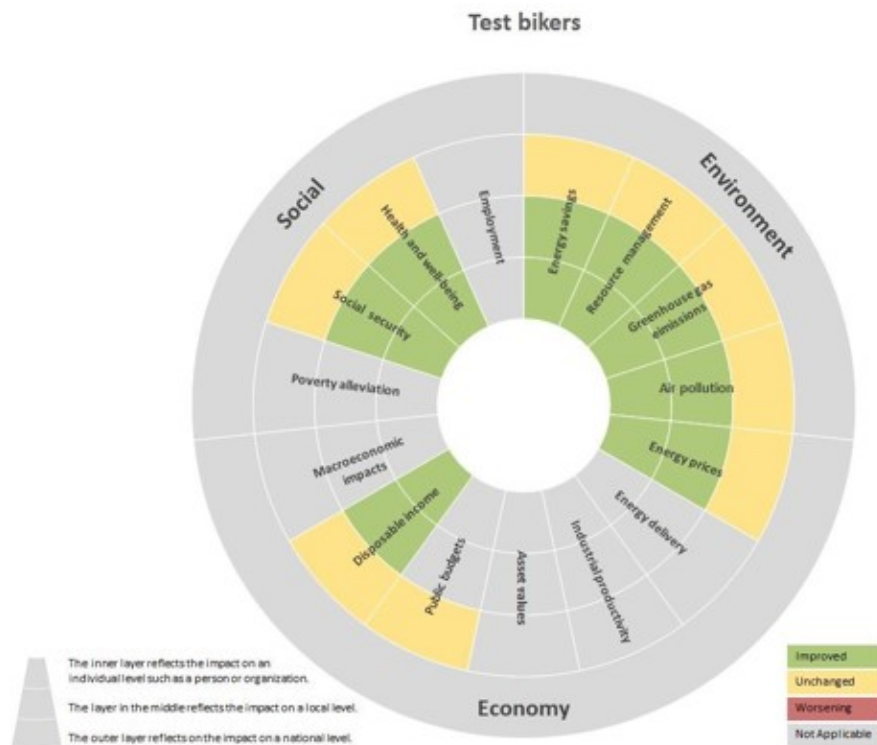 Test bikers
Social
Environment
Economy
Employment
Energy savings
Resource management
Greenhouse gas
eimissions
Air pollution
Energy prices
Energy delivery
Industrial productivity
Asset values
Public budgets
Disposable income
Macroeconomic
impacts
Poverty alleviation
Social security
Health and well-being
The inner layer reflects the impact on an
individual level such as a person or organization.
The layer in the middle reflects the impact on a local level.
The outer layer reflects on the impact on a national level.
Improved
Unchanged
Worsening
Not Applicable